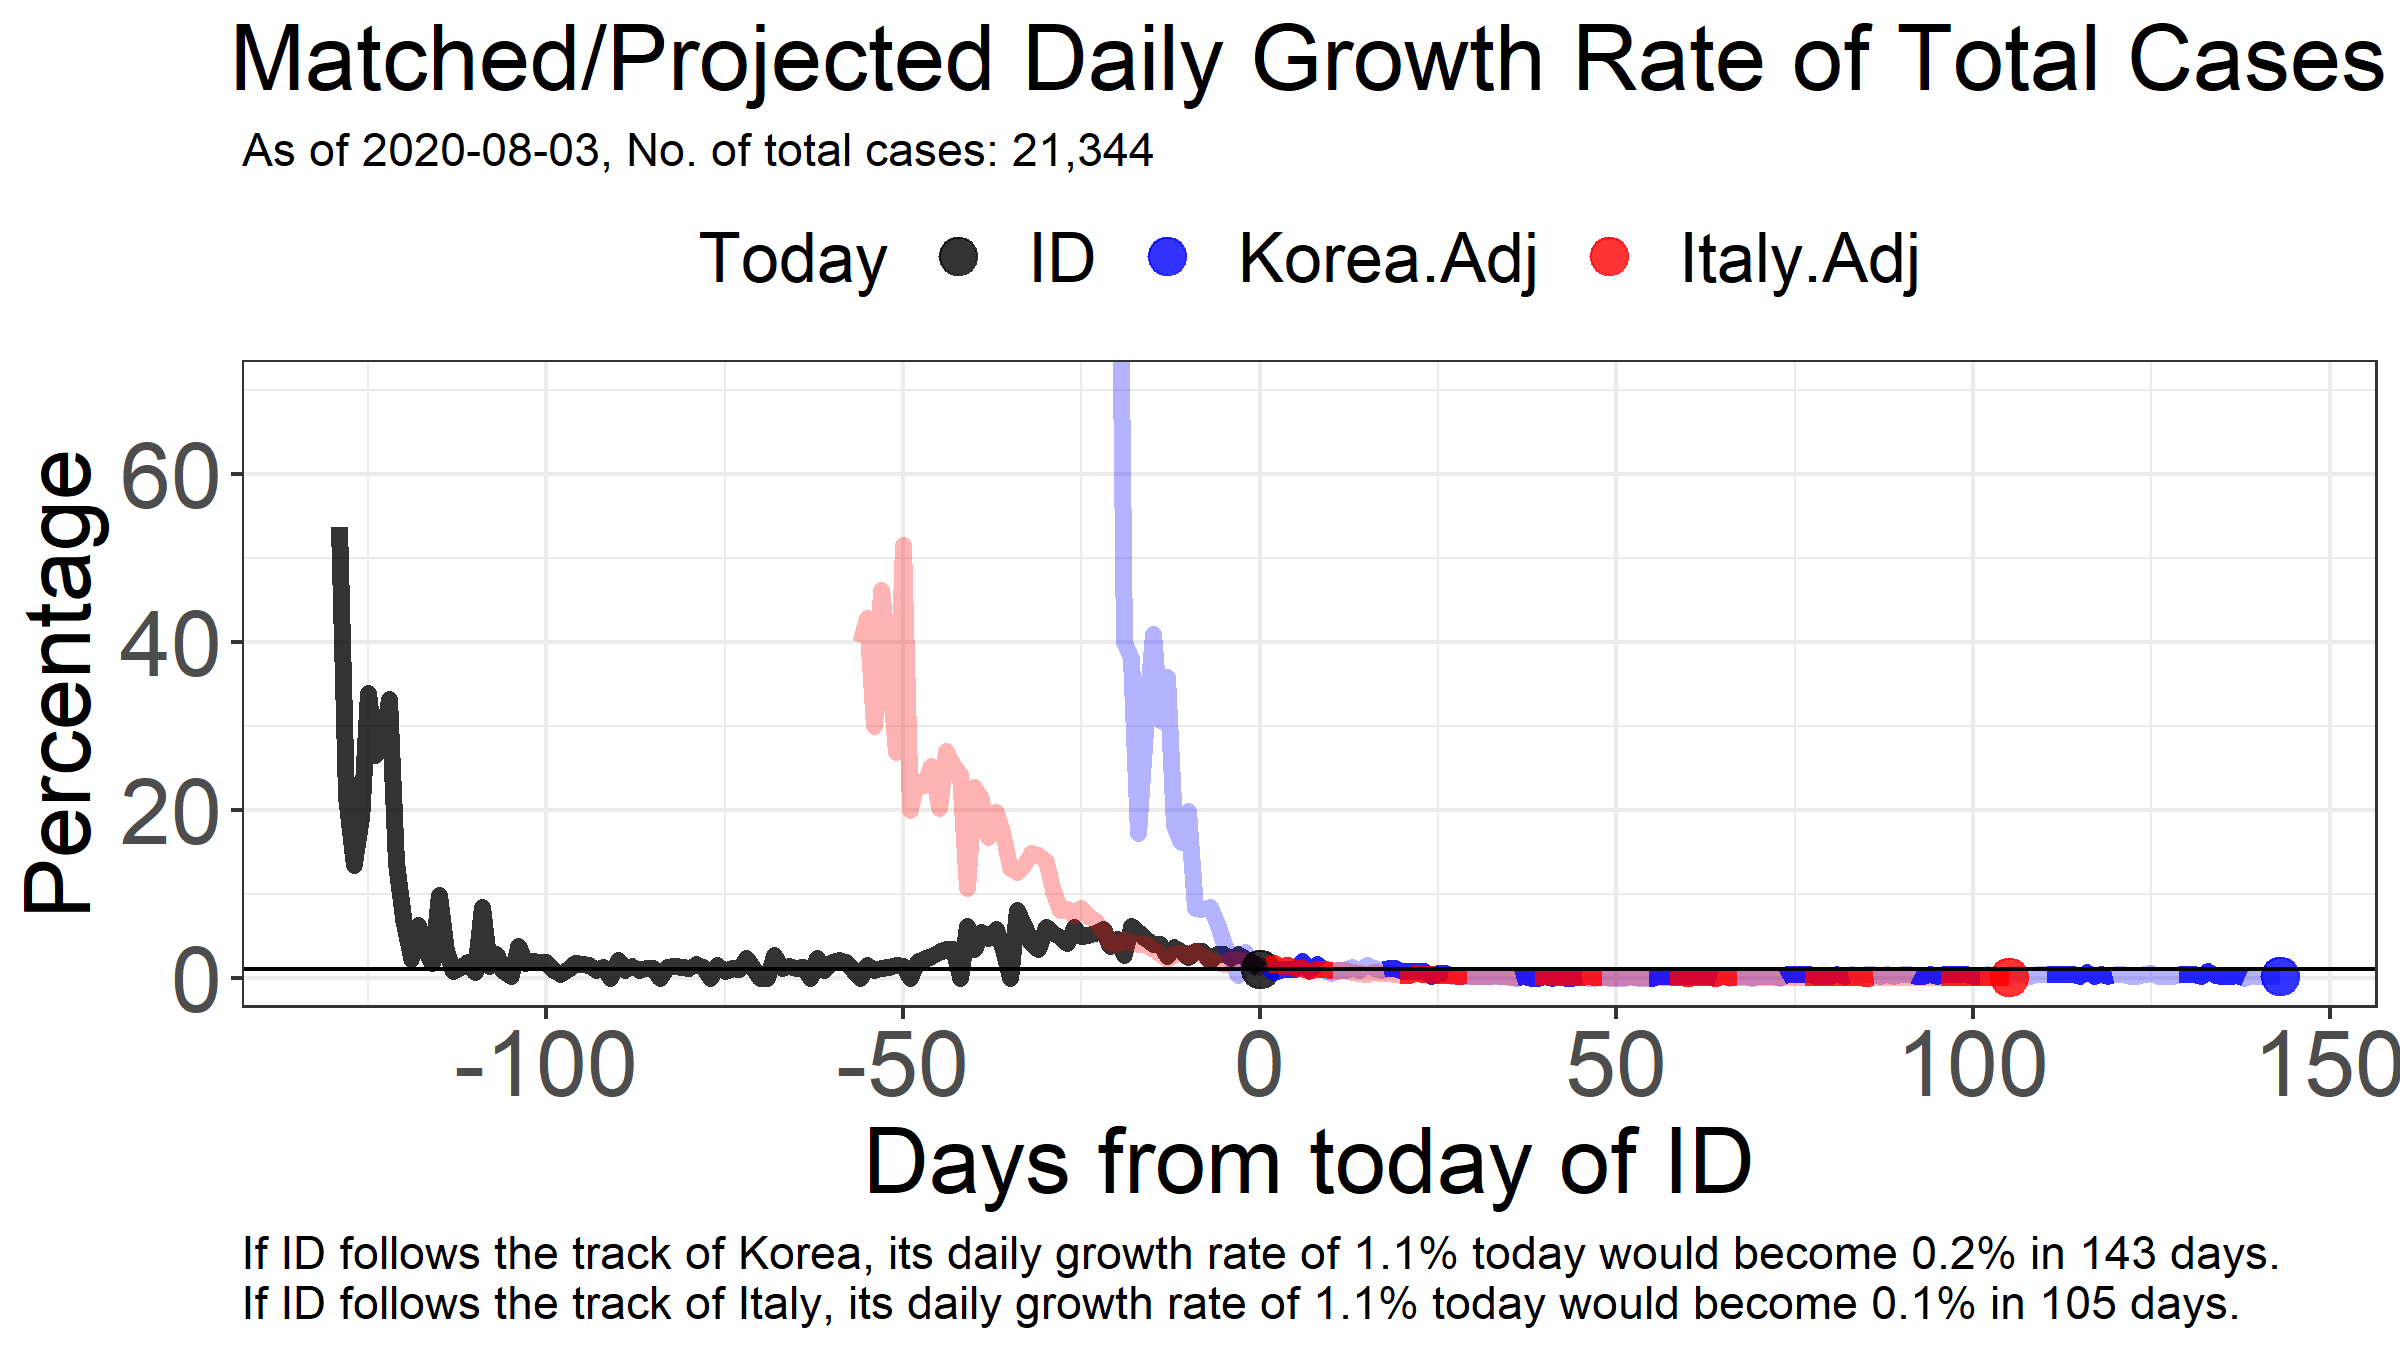 Matched/Projected Daily Growth Rate of Total Cases
As of 2020-08-03, No. of total cases: 21,344
Today ID Korea.Adj Italy.Adj
Percentage
60
40
20
0
-100 -50 0 50 100 150
Days from today of ID
If ID follows the track of Korea, its daily growth rate of 1.1% today would become 0.2% in 143 days.
If ID follows the track of Italy, its daily growth rate of 1.1% today would become 0.1% in 105 days.